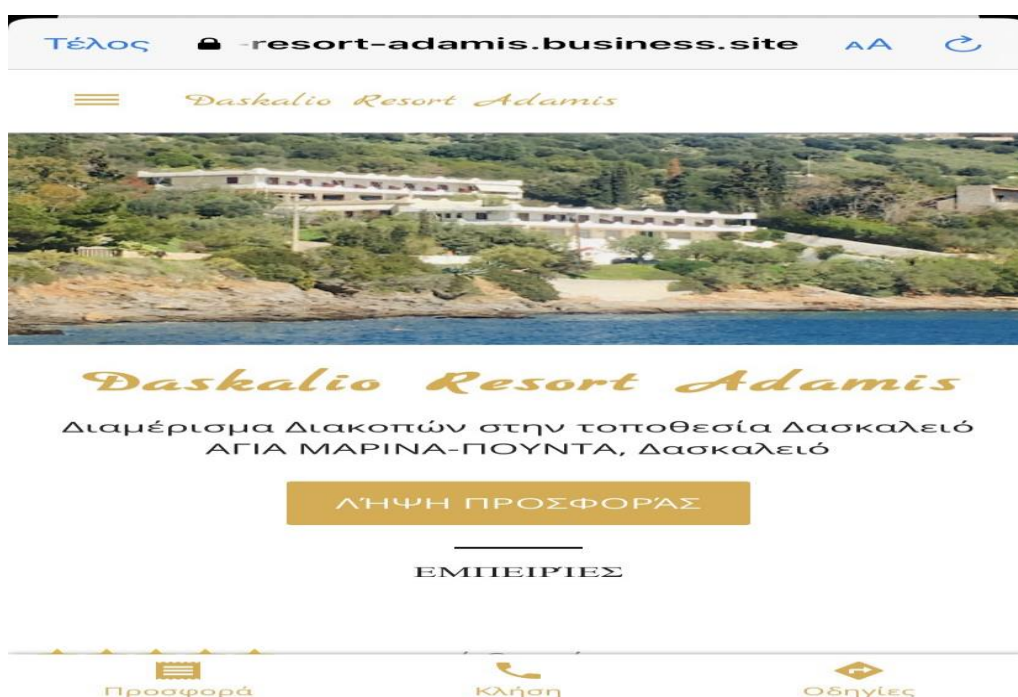 Τέλος -resort-adamis.business.site AA
Daskalio Resort Adamis
Daskalio Resort Adamis
Διαμέρισμα Διακοπών στην τοποθεσία Δασκαλειό
ΑΓΙΑ ΜΑΡΙΝΑ-ΠΟΥΝΤΑ, Δασκαλειό
ΛΉΨΗ ΠΡΟΣΦΟΡΆΣ
ΕΜΠΕΙΡΊΕΣ
Προσφορά Κλήση Οδηγίες